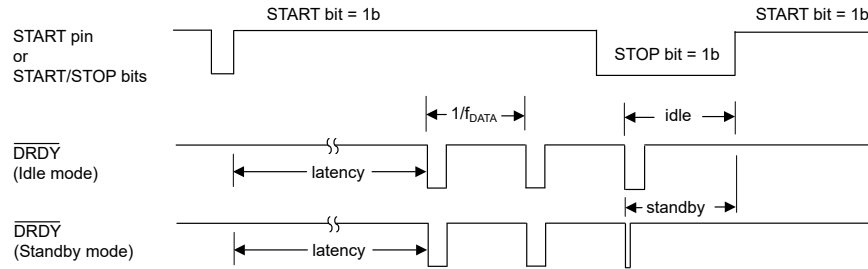 START bit = 1b
START bit = 1b
START pin
or
START/STOP bits
STOP bit = 1b
1/fDATA
idle
DRDY
(Idle mode)
latency
standby
DRDY
(Standby mode)
latency